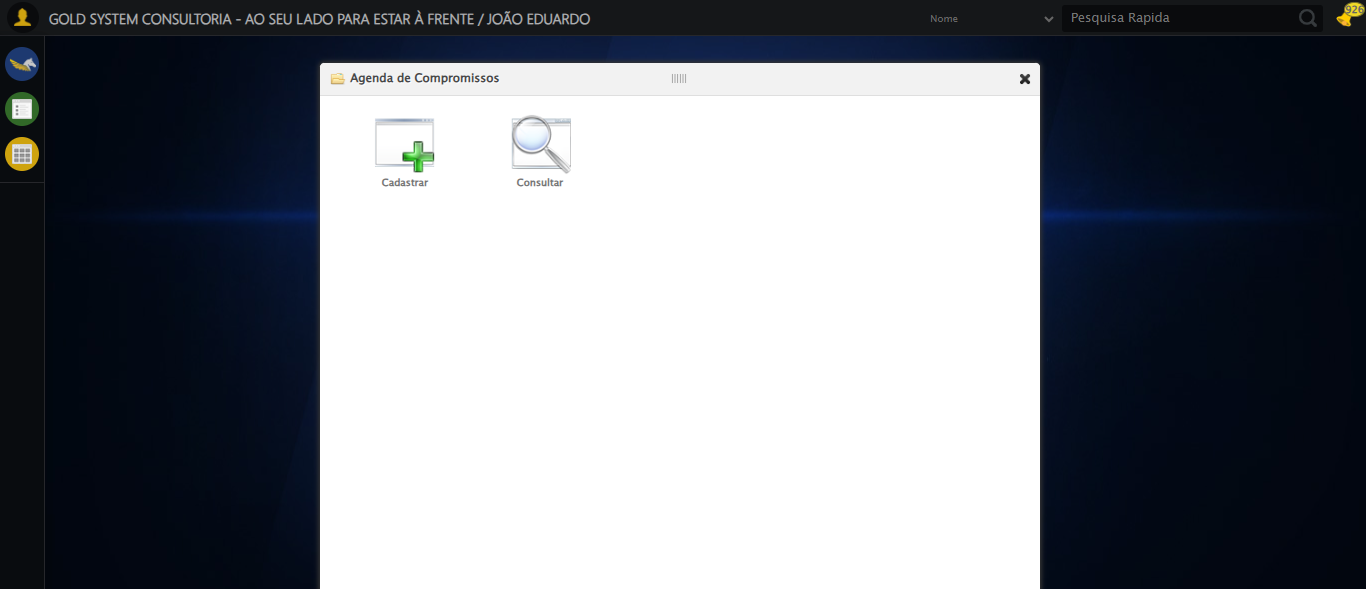 GOLD SYSTEM CONSULTORIA - AO SEU LADO PARA ESTAR À FRENTE / JOÃO EDUARDO
Nome
Pesquisa Rapida
926
Agenda de Compromissos
Cadastrar
Consultar